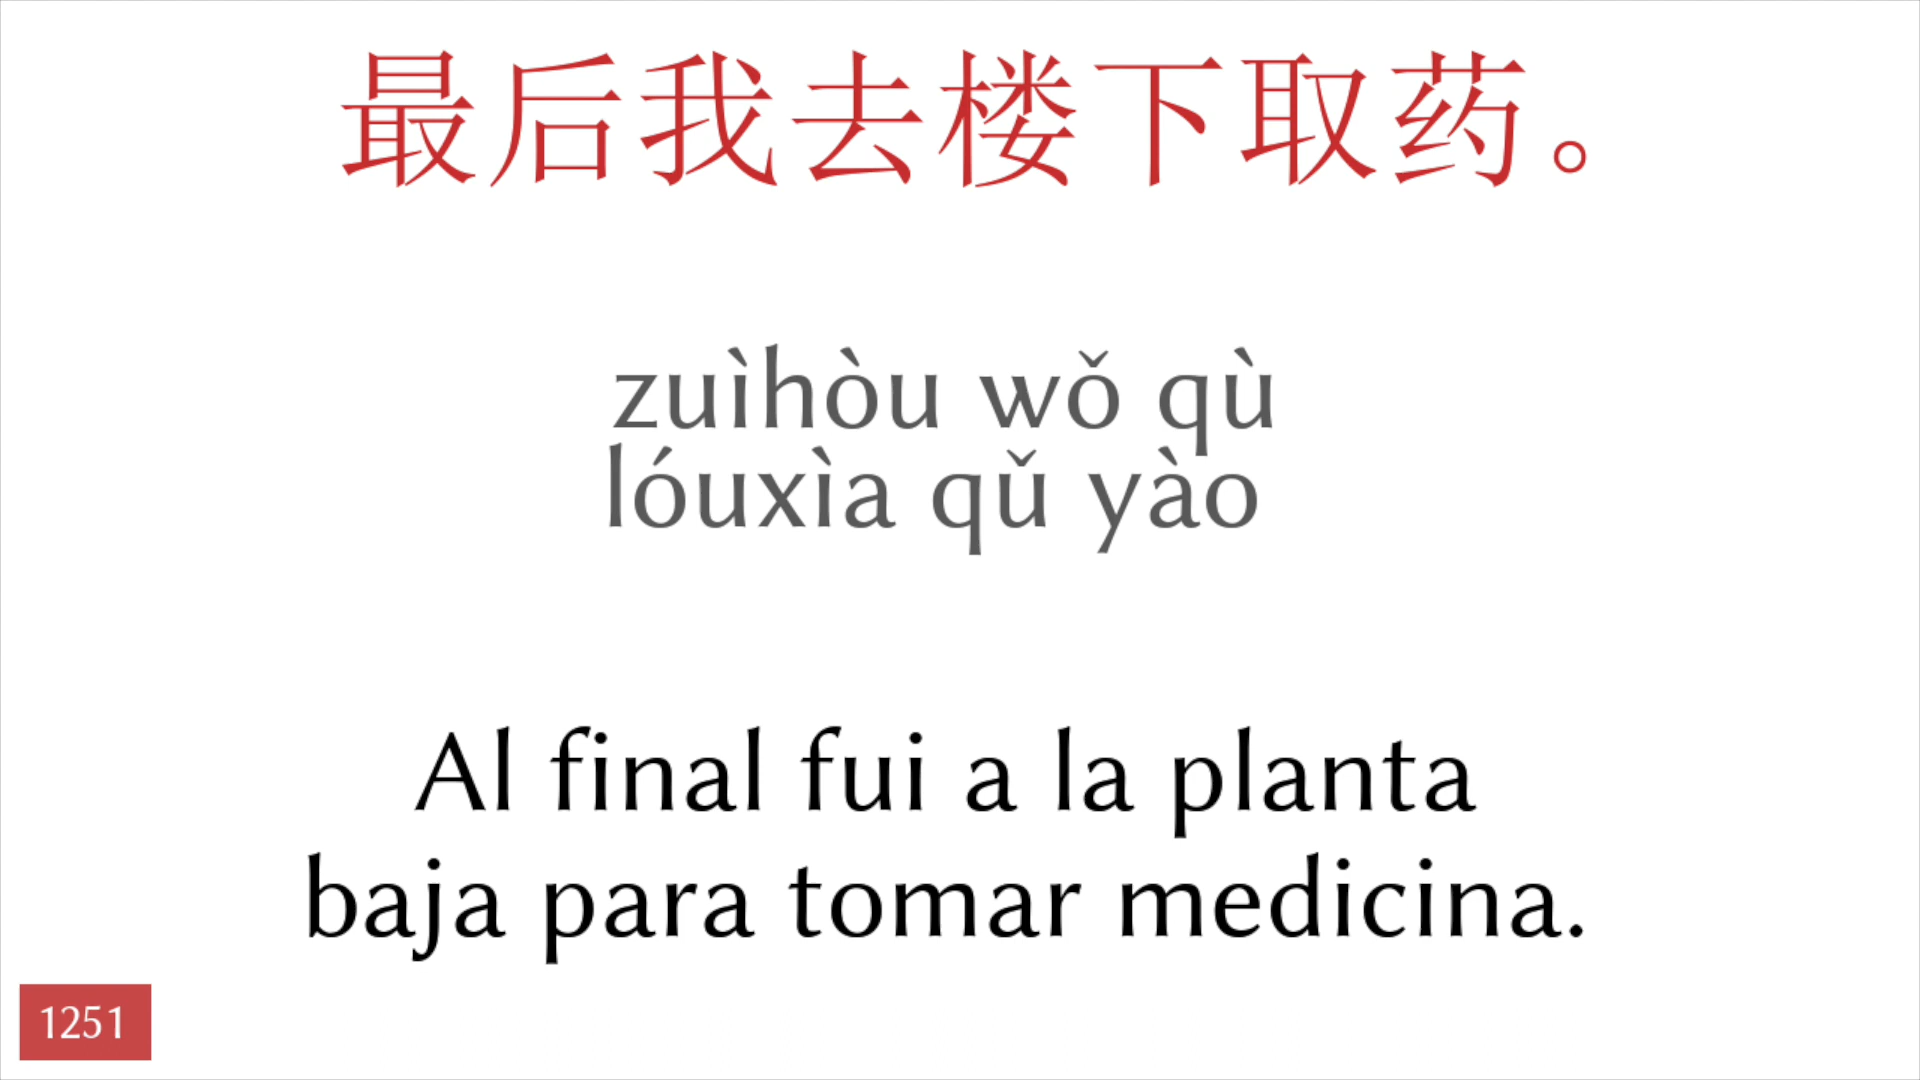 最后我去楼下取药。
zuìhòu wǒ qù
lóuxìa qǔ yào
Al final fui a la planta
baja para tomar medicina.
1251